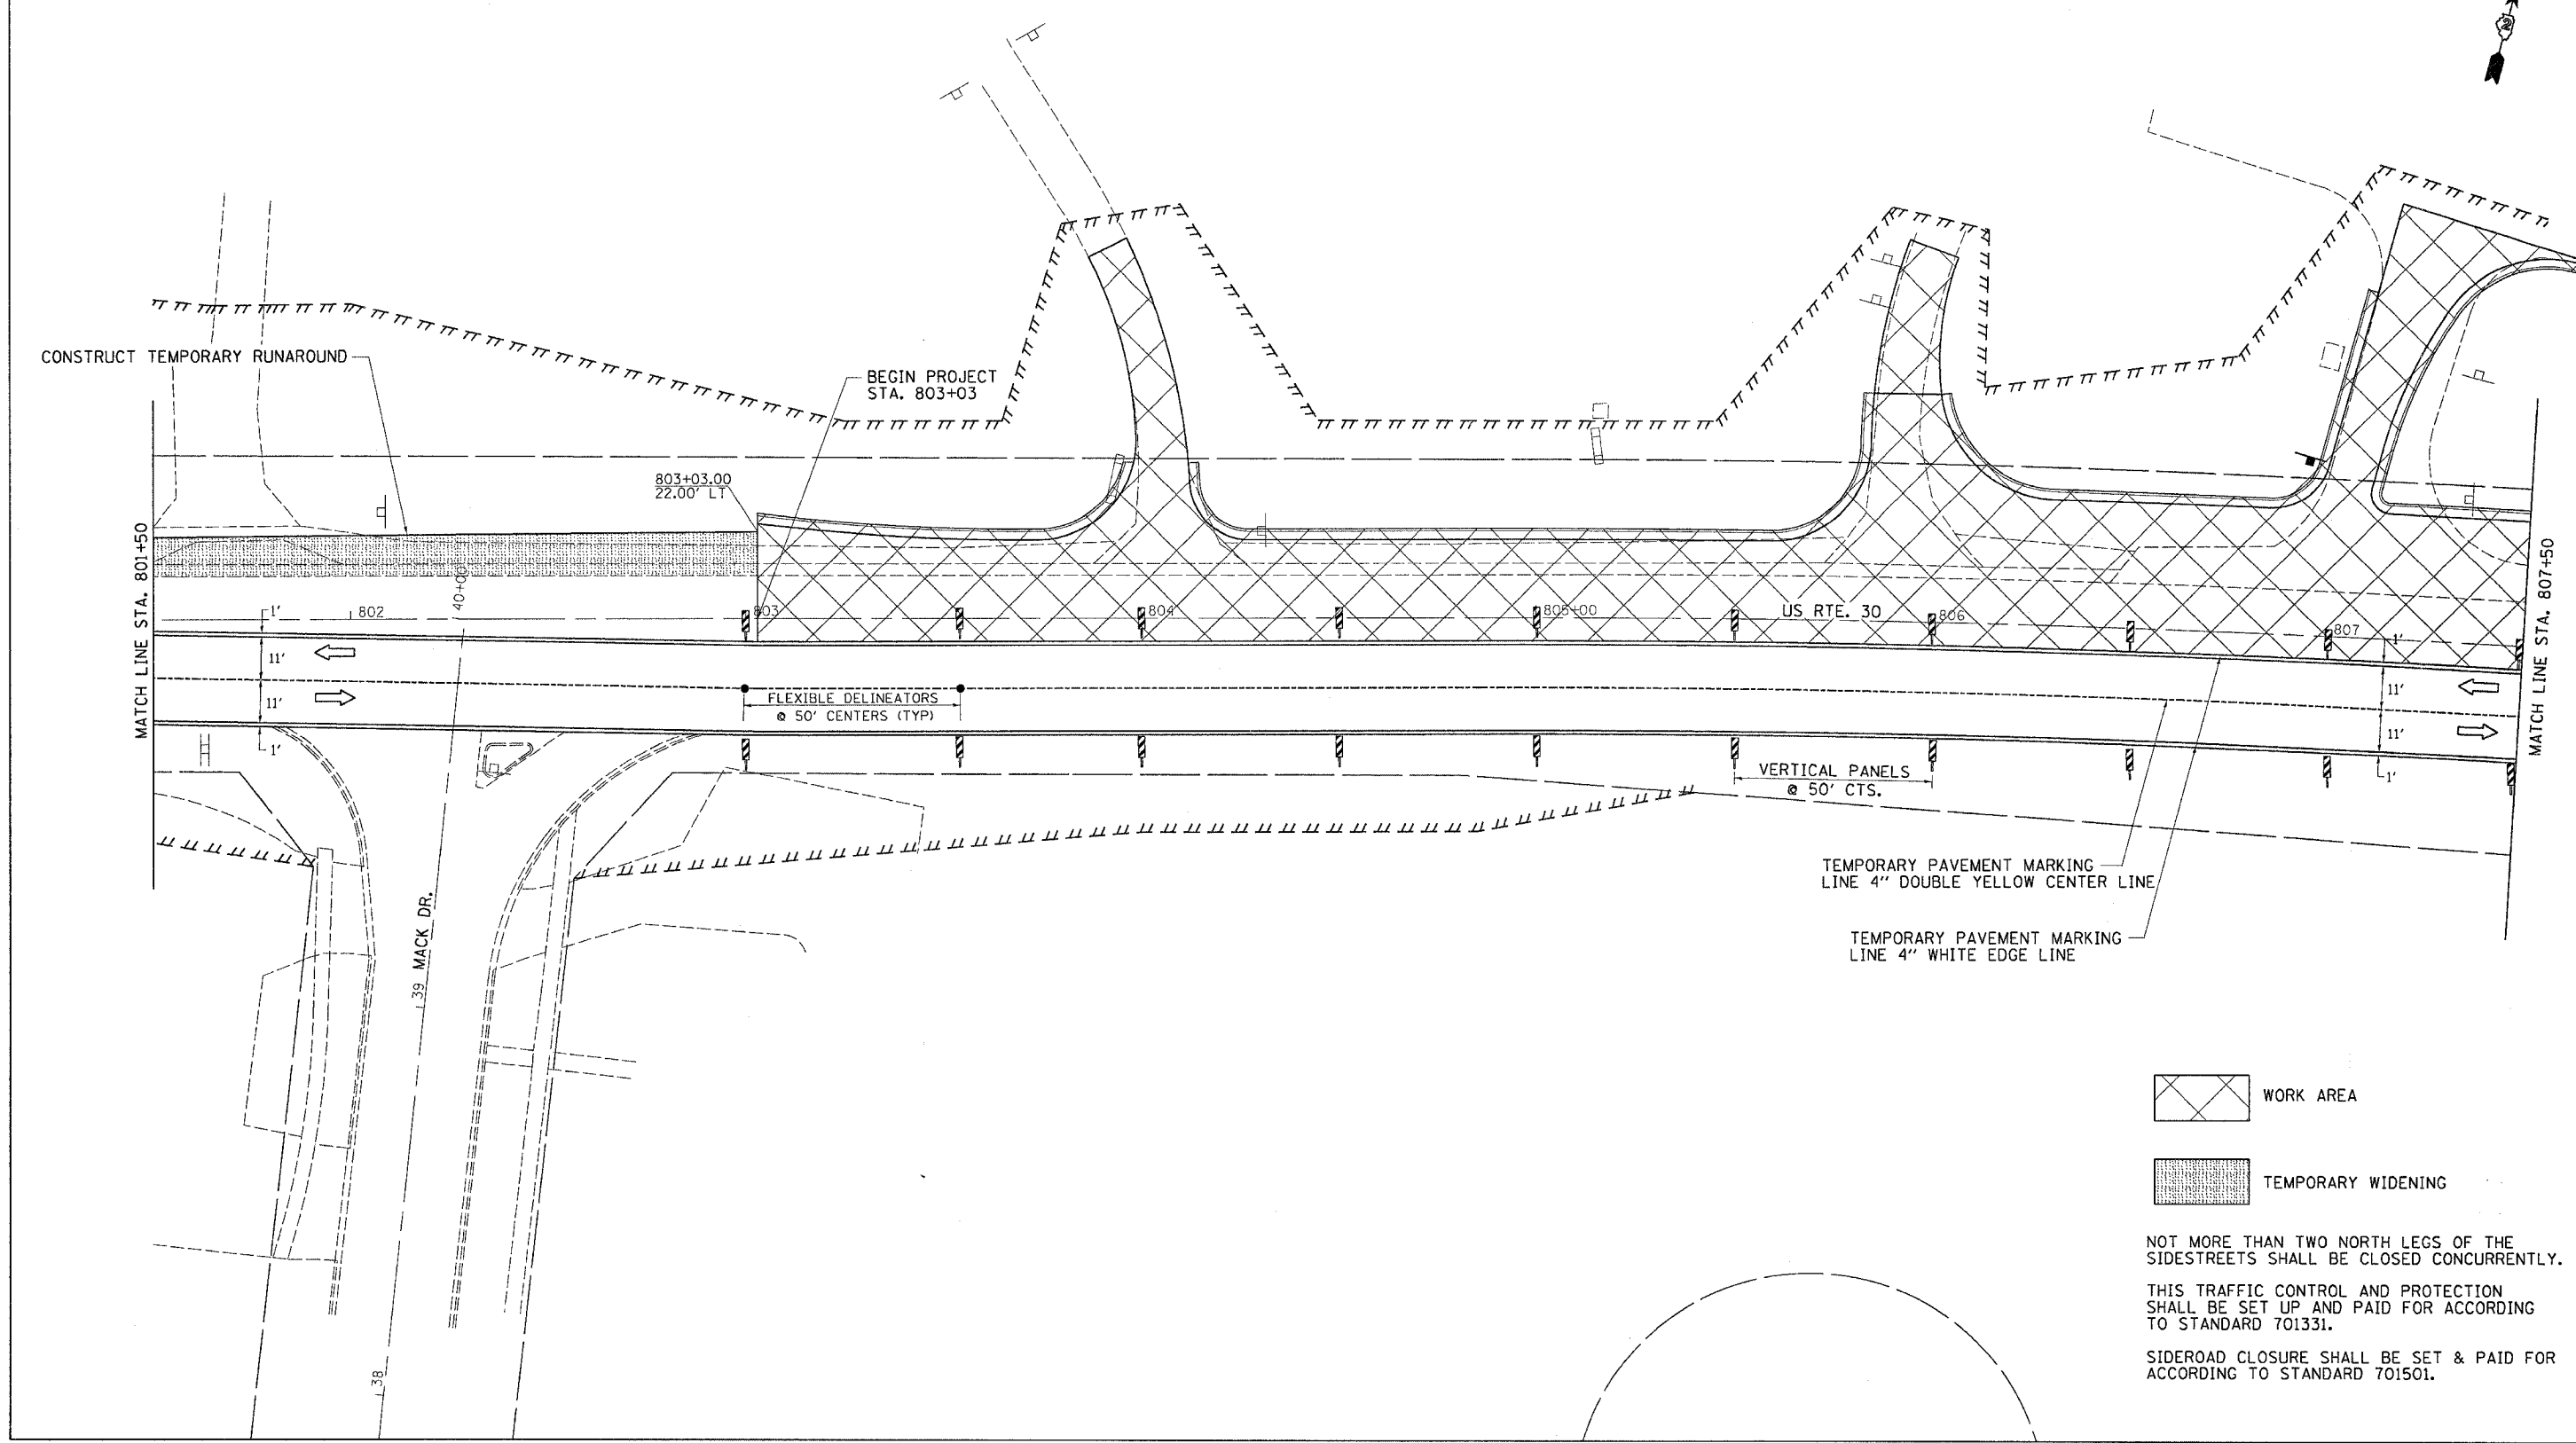 2
CONSTRUCT TEMPORARY RUNAROUND
BEGIN PROJECT
STA. 803+03
803+03.00
22.00' LT
MATCH LINE STA. 801+50
1'
802
40+00
803
804
805+00
US RTE. 30
806
807
1'
MATCH LINE STA. 807+50
11'
11'
1'
FLEXIBLE DELINEATORS
@ 50' CENTERS (TYP)
11'
11'
1'
VERTICAL PANELS
@ 50' CTS.
TEMPORARY PAVEMENT MARKING
LINE 4" DOUBLE YELLOW CENTER LINE
TEMPORARY PAVEMENT MARKING
LINE 4" WHITE EDGE LINE
39 MACK DR.
38
WORK AREA
TEMPORARY WIDENING
NOT MORE THAN TWO NORTH LEGS OF THE
SIDESTREETS SHALL BE CLOSED CONCURRENTLY.
THIS TRAFFIC CONTROL AND PROTECTION
SHALL BE SET UP AND PAID FOR ACCORDING
TO STANDARD 701331.
SIDEROAD CLOSURE SHALL BE SET & PAID FOR
ACCORDING TO STANDARD 701501.